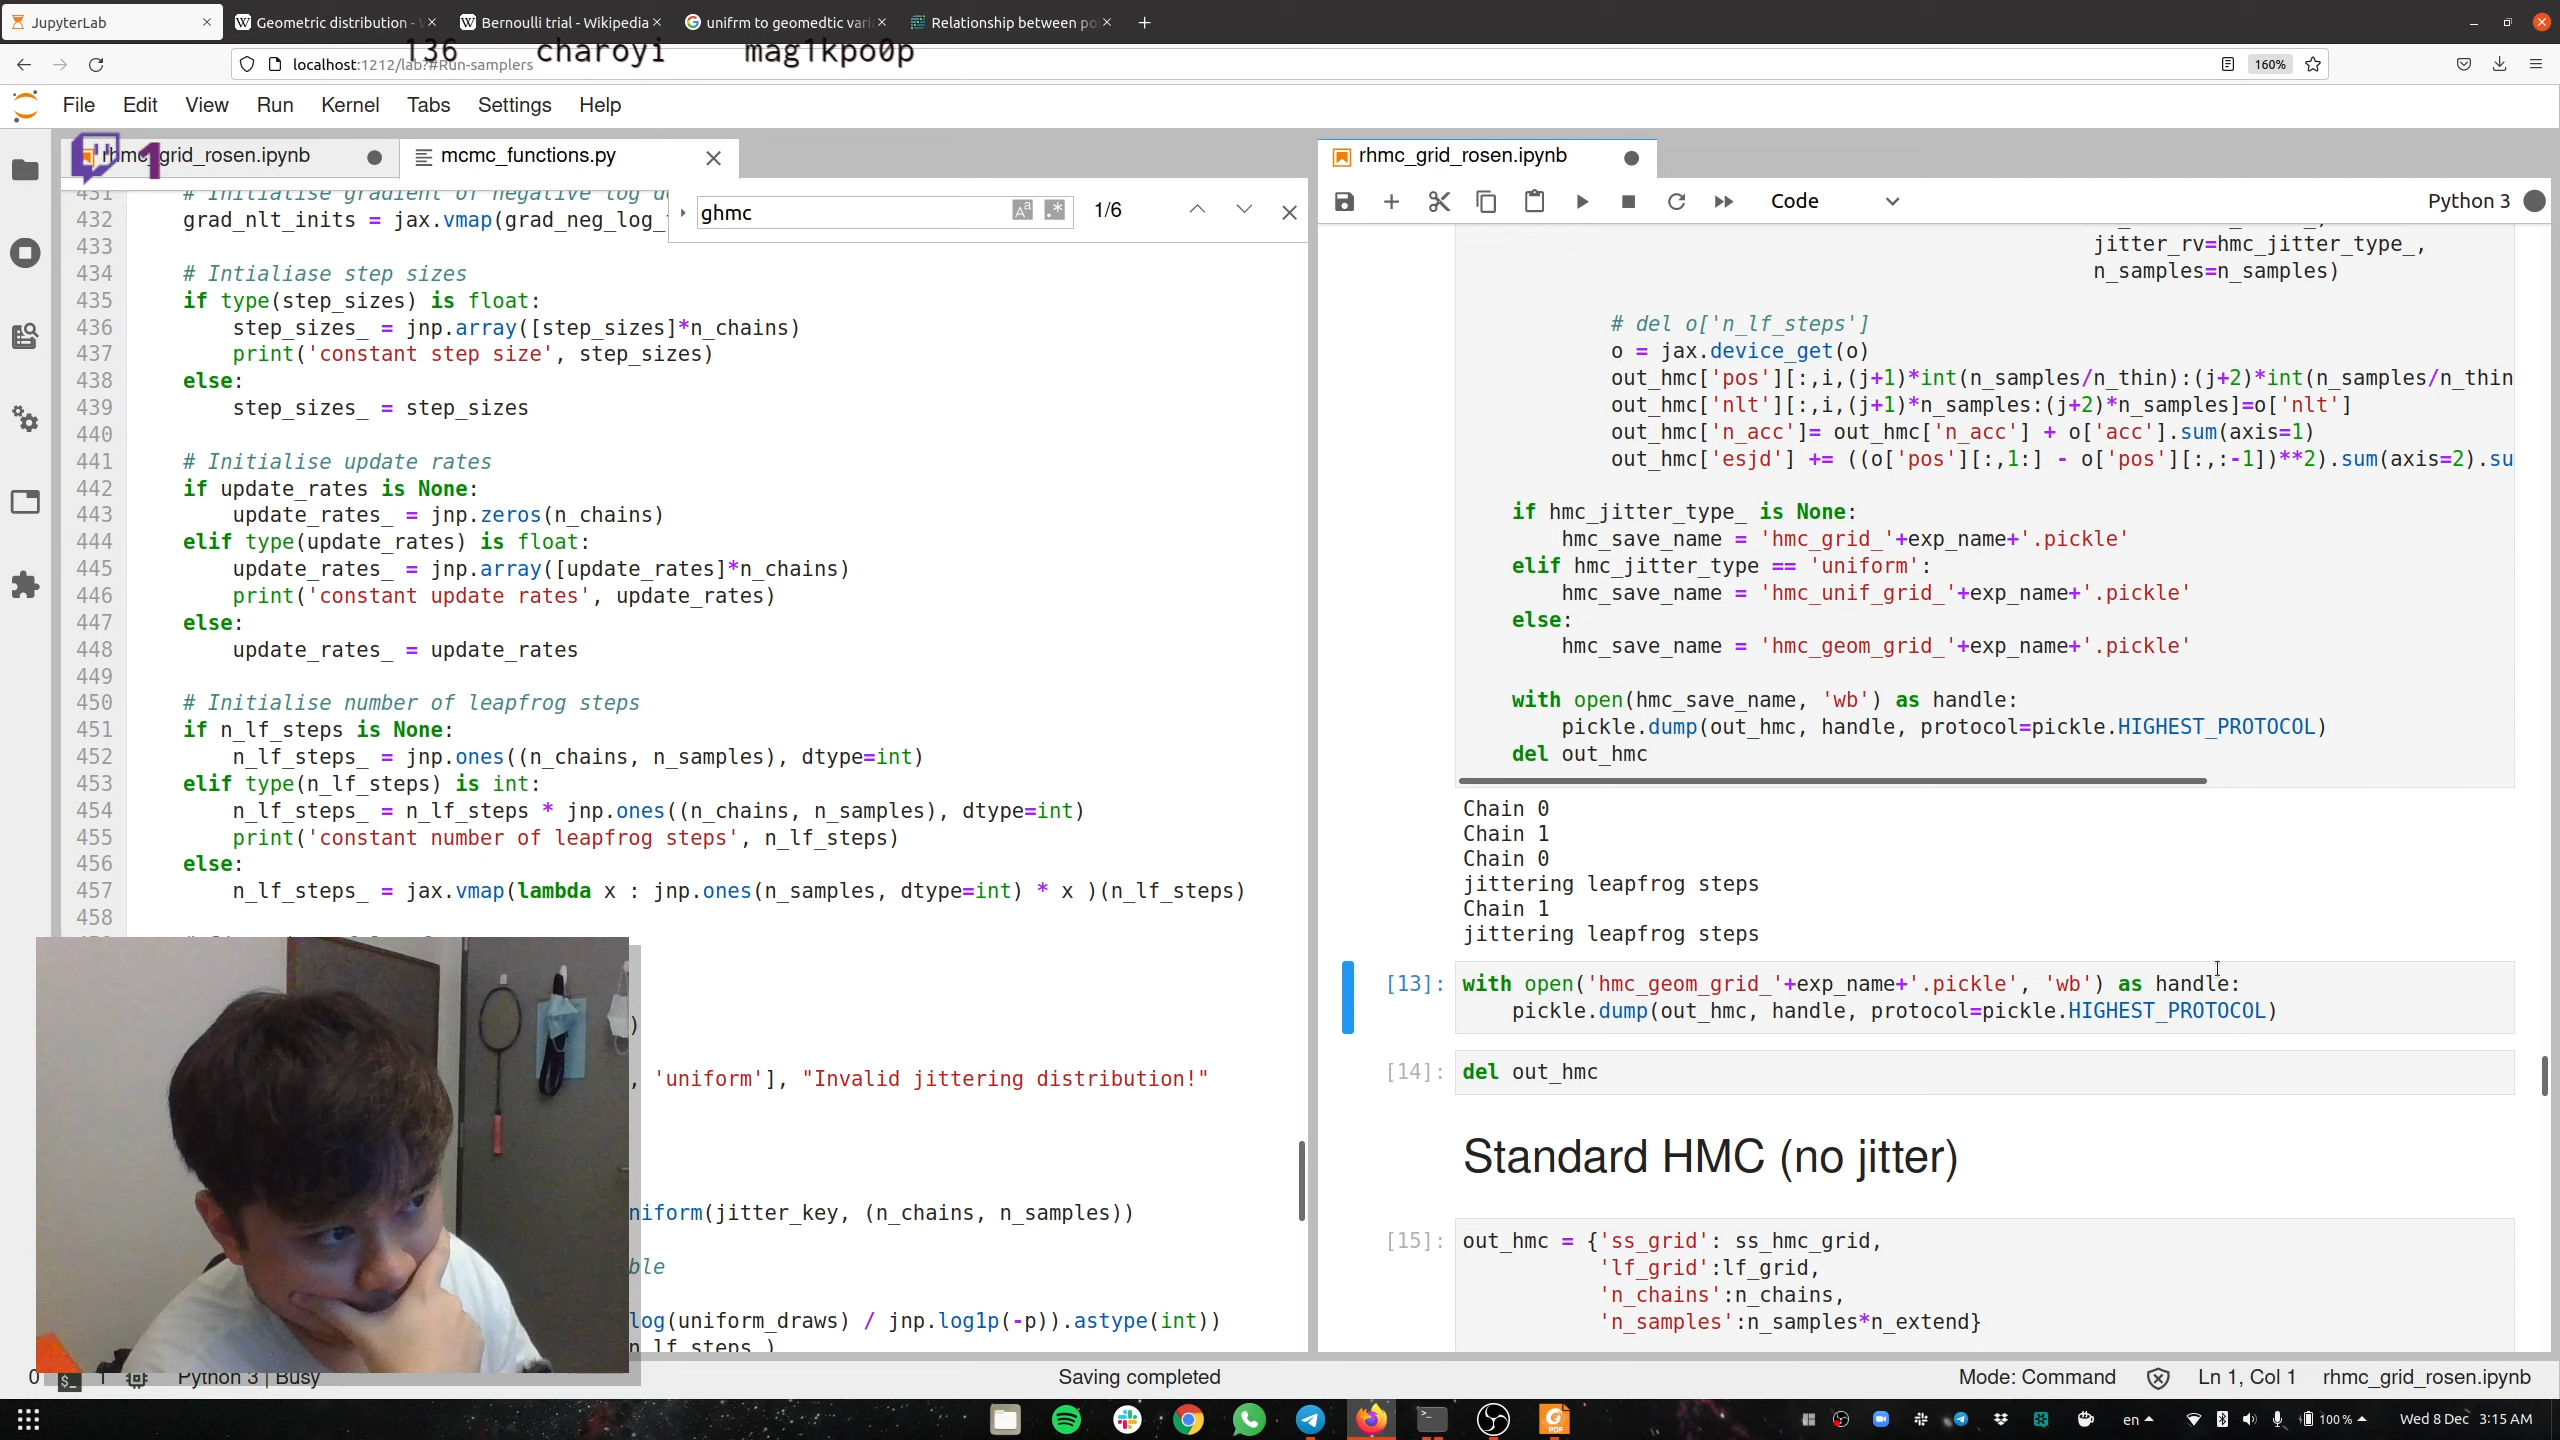 JupyterLab
Geometric distribution -
Bernoulli trial - Wikipedia
unifrm to geomedtic vari
Relationship between po
136 charoyi mag1kpo0p
localhost:1212/lab?#Run-samplers
160%
File Edit View Run Kernel Tabs Settings Help
1
rhmc_grid_rosen.ipynb
mcmc_functions.py
rhmc_grid_rosen.ipynb
ghmc
1/6
Code
Python 3
431 # Initialise gradient of negative log de
432 grad_nlt_inits = jax.vmap(grad_neg_log_
433
434 # Intialiase step sizes
435 if type(step_sizes) is float:
436 step_sizes_ = jnp.array([step_sizes]*n_chains)
437 print('constant step size', step_sizes)
438 else:
439 step_sizes_ = step_sizes
440
441 # Initialise update rates
442 if update_rates is None:
443 update_rates_ = jnp.zeros(n_chains)
444 elif type(update_rates) is float:
445 update_rates_ = jnp.array([update_rates]*n_chains)
446 print('constant update rates', update_rates)
447 else:
448 update_rates_ = update_rates
449
450 # Initialise number of leapfrog steps
451 if n_lf_steps is None:
452 n_lf_steps_ = jnp.ones((n_chains, n_samples), dtype=int)
453 elif type(n_lf_steps) is int:
454 n_lf_steps_ = n_lf_steps * jnp.ones((n_chains, n_samples), dtype=int)
455 print('constant number of leapfrog steps', n_lf_steps)
456 else:
457 n_lf_steps_ = jax.vmap(lambda x : jnp.ones(n_samples, dtype=int) * x )(n_lf_steps)
458
)
, 'uniform'], "Invalid jittering distribution!"
niform(jitter_key, (n_chains, n_samples))
ble
log(uniform_draws) / jnp.log1p(-p)).astype(int))
n_lf_steps_)
jitter_rv=hmc_jitter_type_,
n_samples=n_samples)
# del o['n_lf_steps']
o = jax.device_get(o)
out_hmc['pos'][:,i,(j+1)*int(n_samples/n_thin):(j+2)*int(n_samples/n_thin
out_hmc['nlt'][:,i,(j+1)*n_samples:(j+2)*n_samples]=o['nlt']
out_hmc['n_acc']= out_hmc['n_acc'] + o['acc'].sum(axis=1)
out_hmc['esjd'] += ((o['pos'][:,1:] - o['pos'][:,:-1])**2).sum(axis=2).su
if hmc_jitter_type_ is None:
hmc_save_name = 'hmc_grid_'+exp_name+'.pickle'
elif hmc_jitter_type == 'uniform':
hmc_save_name = 'hmc_unif_grid_'+exp_name+'.pickle'
else:
hmc_save_name = 'hmc_geom_grid_'+exp_name+'.pickle'
with open(hmc_save_name, 'wb') as handle:
pickle.dump(out_hmc, handle, protocol=pickle.HIGHEST_PROTOCOL)
del out_hmc
Chain 0
Chain 1
Chain 0
jittering leapfrog steps
Chain 1
jittering leapfrog steps
[13]: with open('hmc_geom_grid_'+exp_name+'.pickle', 'wb') as handle:
pickle.dump(out_hmc, handle, protocol=pickle.HIGHEST_PROTOCOL)
[14]: del out_hmc
Standard HMC (no jitter)
[15]: out_hmc = {'ss_grid': ss_hmc_grid,
'lf_grid':lf_grid,
'n_chains':n_chains,
'n_samples':n_samples*n_extend}
0 1 Python 3 | Busy
Saving completed
Mode: Command
Ln 1, Col 1
rhmc_grid_rosen.ipynb
en
100 %
Wed 8 Dec 3:15 AM